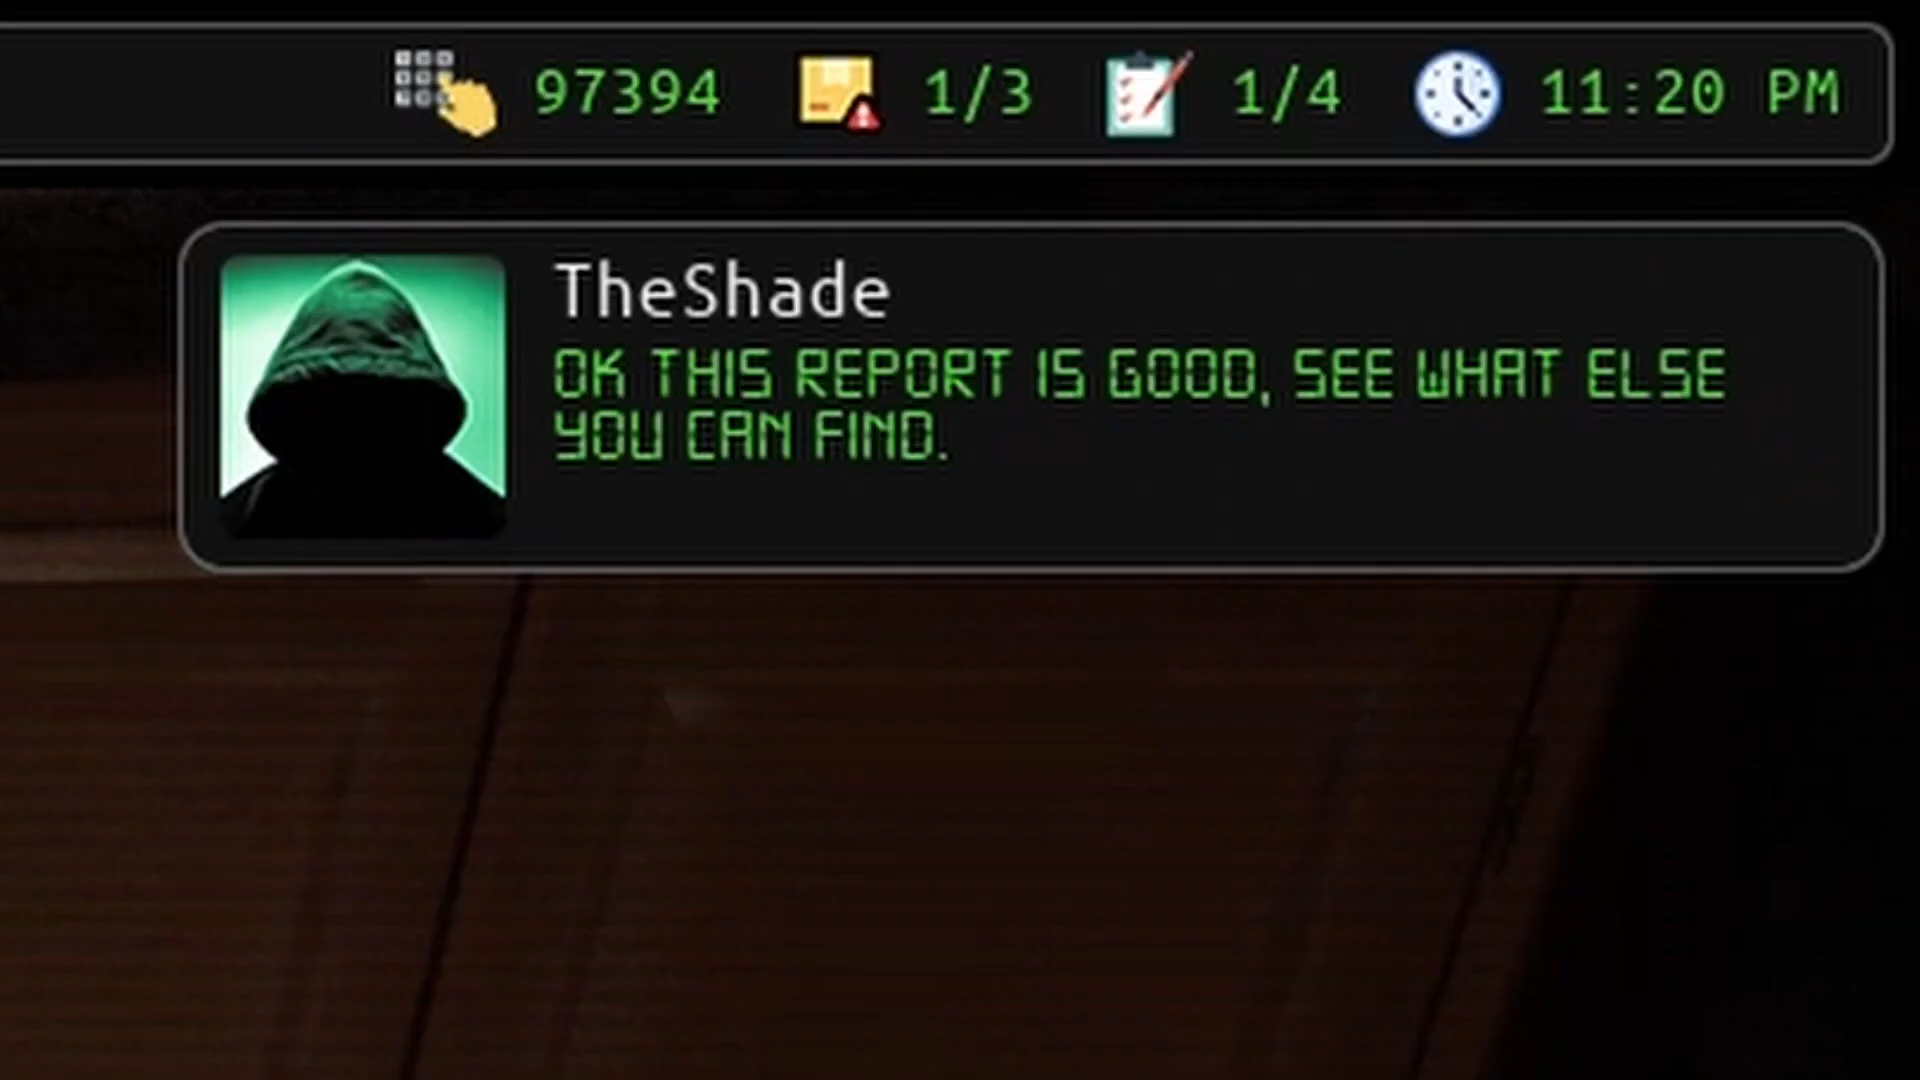 97394 1/3 1/4 11:20 PM
TheShade
OK THIS REPORT IS GOOD, SEE WHAT ELSE
YOU CAN FIND.